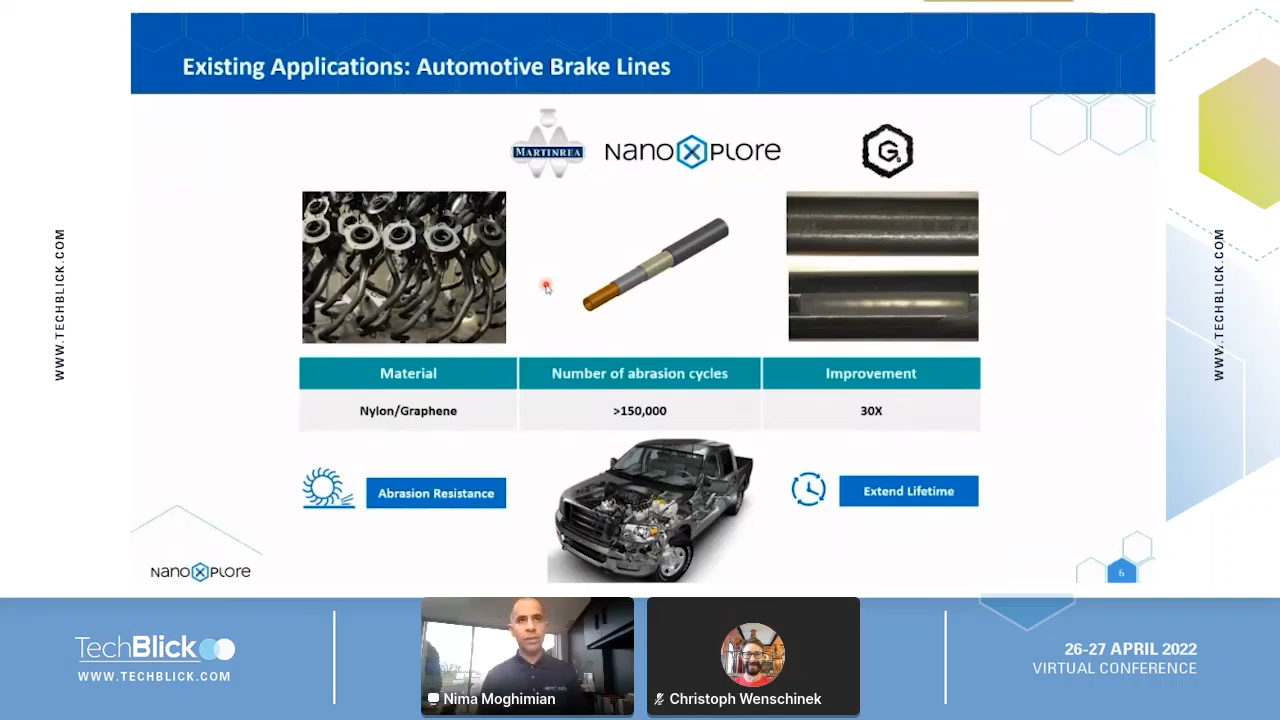 Existing Applications: Automotive Brake Lines
MARTINREA
NanoXplore
G
WWW.TECHBLICK.COM
WWW.TECHBLICK.COM
Material
Number of abrasion cycles
Improvement
Nylon/Graphene
>150,000
30X
Abrasion Resistance
Extend Lifetime
NanoXplore
6
TechBlick
WWW.TECHBLICK.COM
Nima Moghimian
Christoph Wenschinek
26-27 APRIL 2022
VIRTUAL CONFERENCE